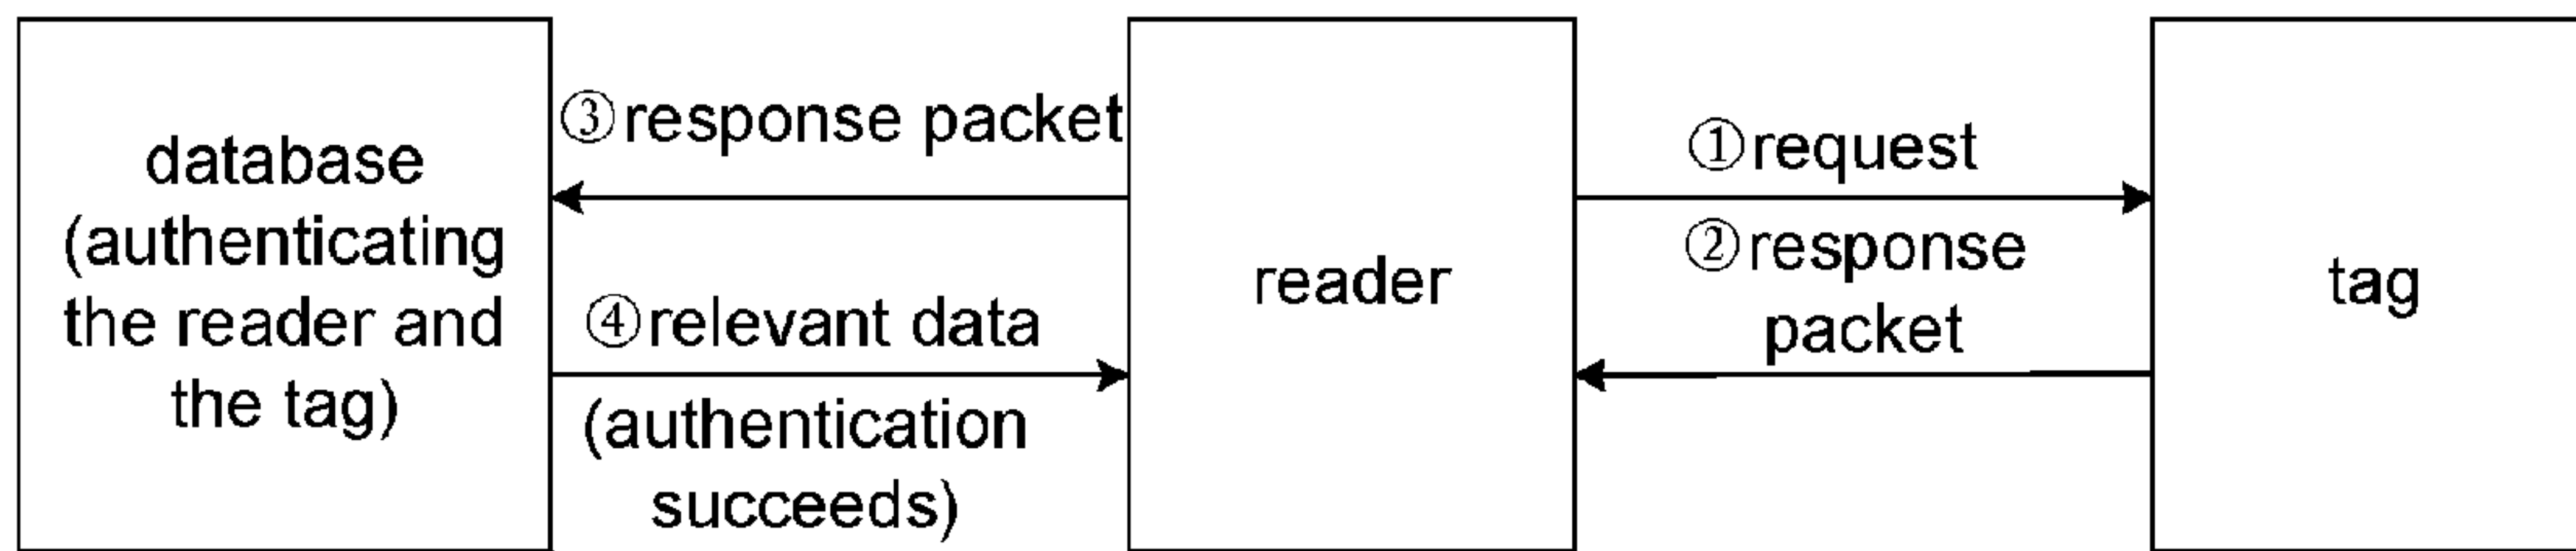 database
(authenticating
the reader and
the tag)
③response packet
④relevant data
(authentication
succeeds)
reader
①request
②response
packet
tag